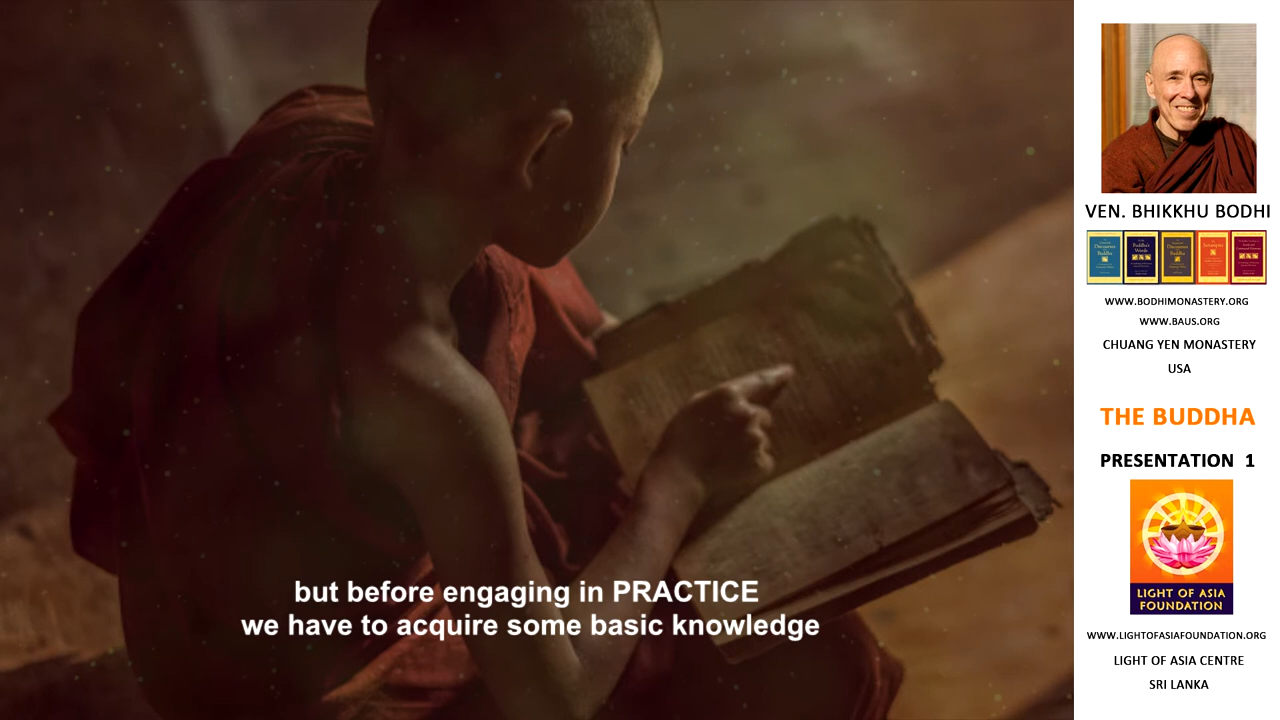 but before engaging in PRACTICE
we have to acquire some basic knowledge
VEN. BHIKKHU BODHI
WWW.BODHIMONASTERY.ORG
WWW.BAUS.ORG
CHUANG YEN MONASTERY
USA
THE BUDDHA
PRESENTATION 1
LIGHT OF ASIA
FOUNDATION
WWW.LIGHTOFASIAFOUNDATION.ORG
LIGHT OF ASIA CENTRE
SRI LANKA